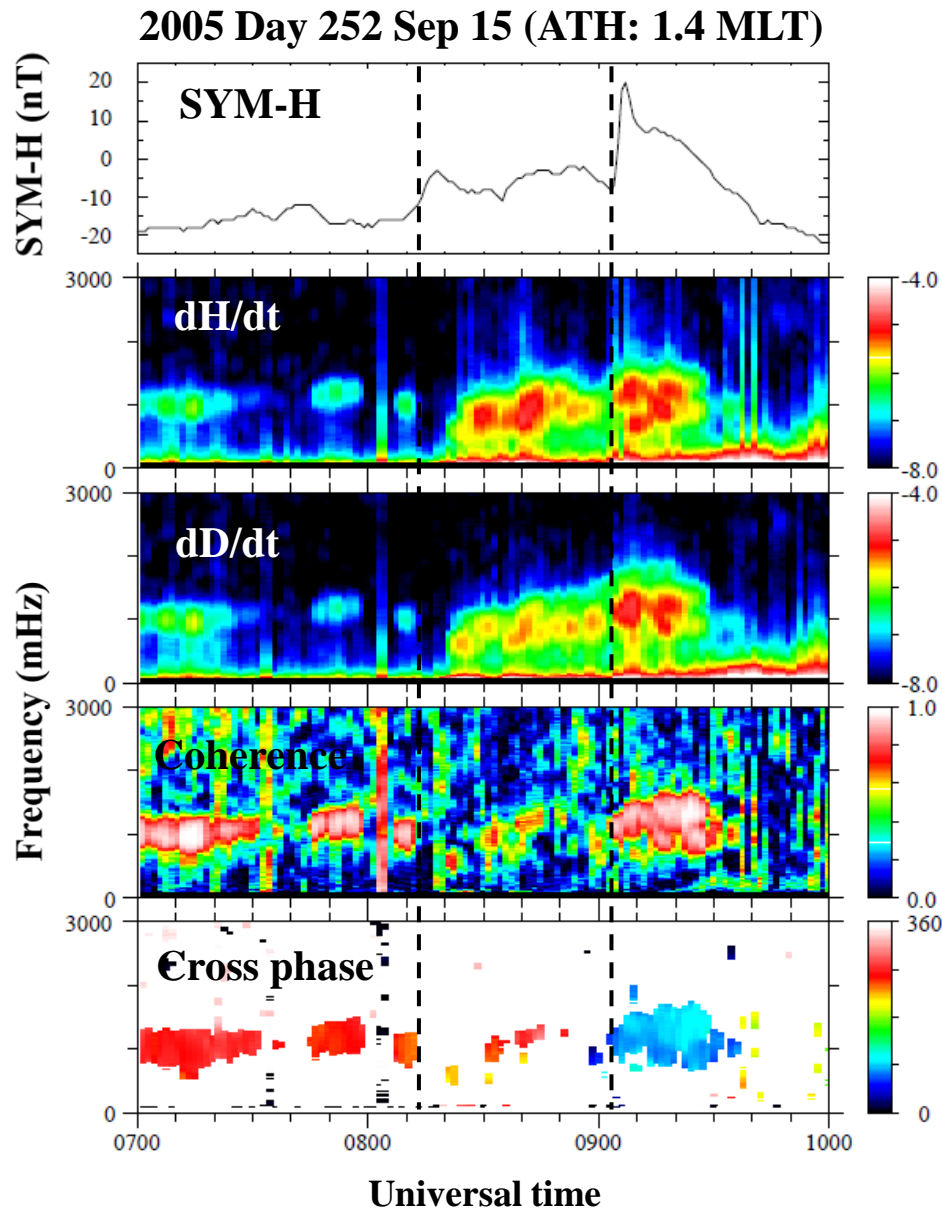 2005 Day 252 Sep 15 (ATH: 1.4 MLT)
SYM-H (nT)
20
10
0
-10
-20
SYM-H
3000
0
dH/dt
-4.0
-8.0
3000
0
dD/dt
-4.0
-8.0
Frequency (mHz)
3000
0
Coherence
1.0
0.0
3000
0
Cross phase
360
0
0700
0800
0900
1000
Universal time